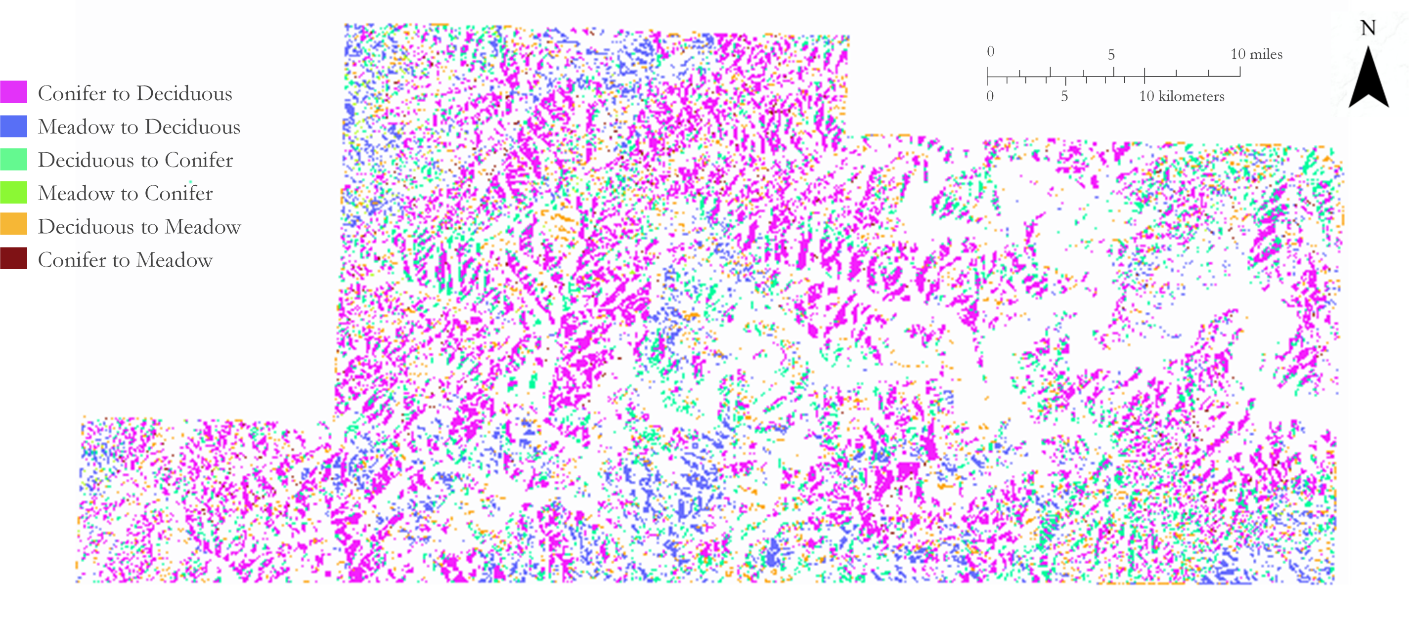 N
0 5 10 miles
0 5 10 kilometers
Conifer to Deciduous
Meadow to Deciduous
Deciduous to Conifer
Meadow to Conifer
Deciduous to Meadow
Conifer to Meadow